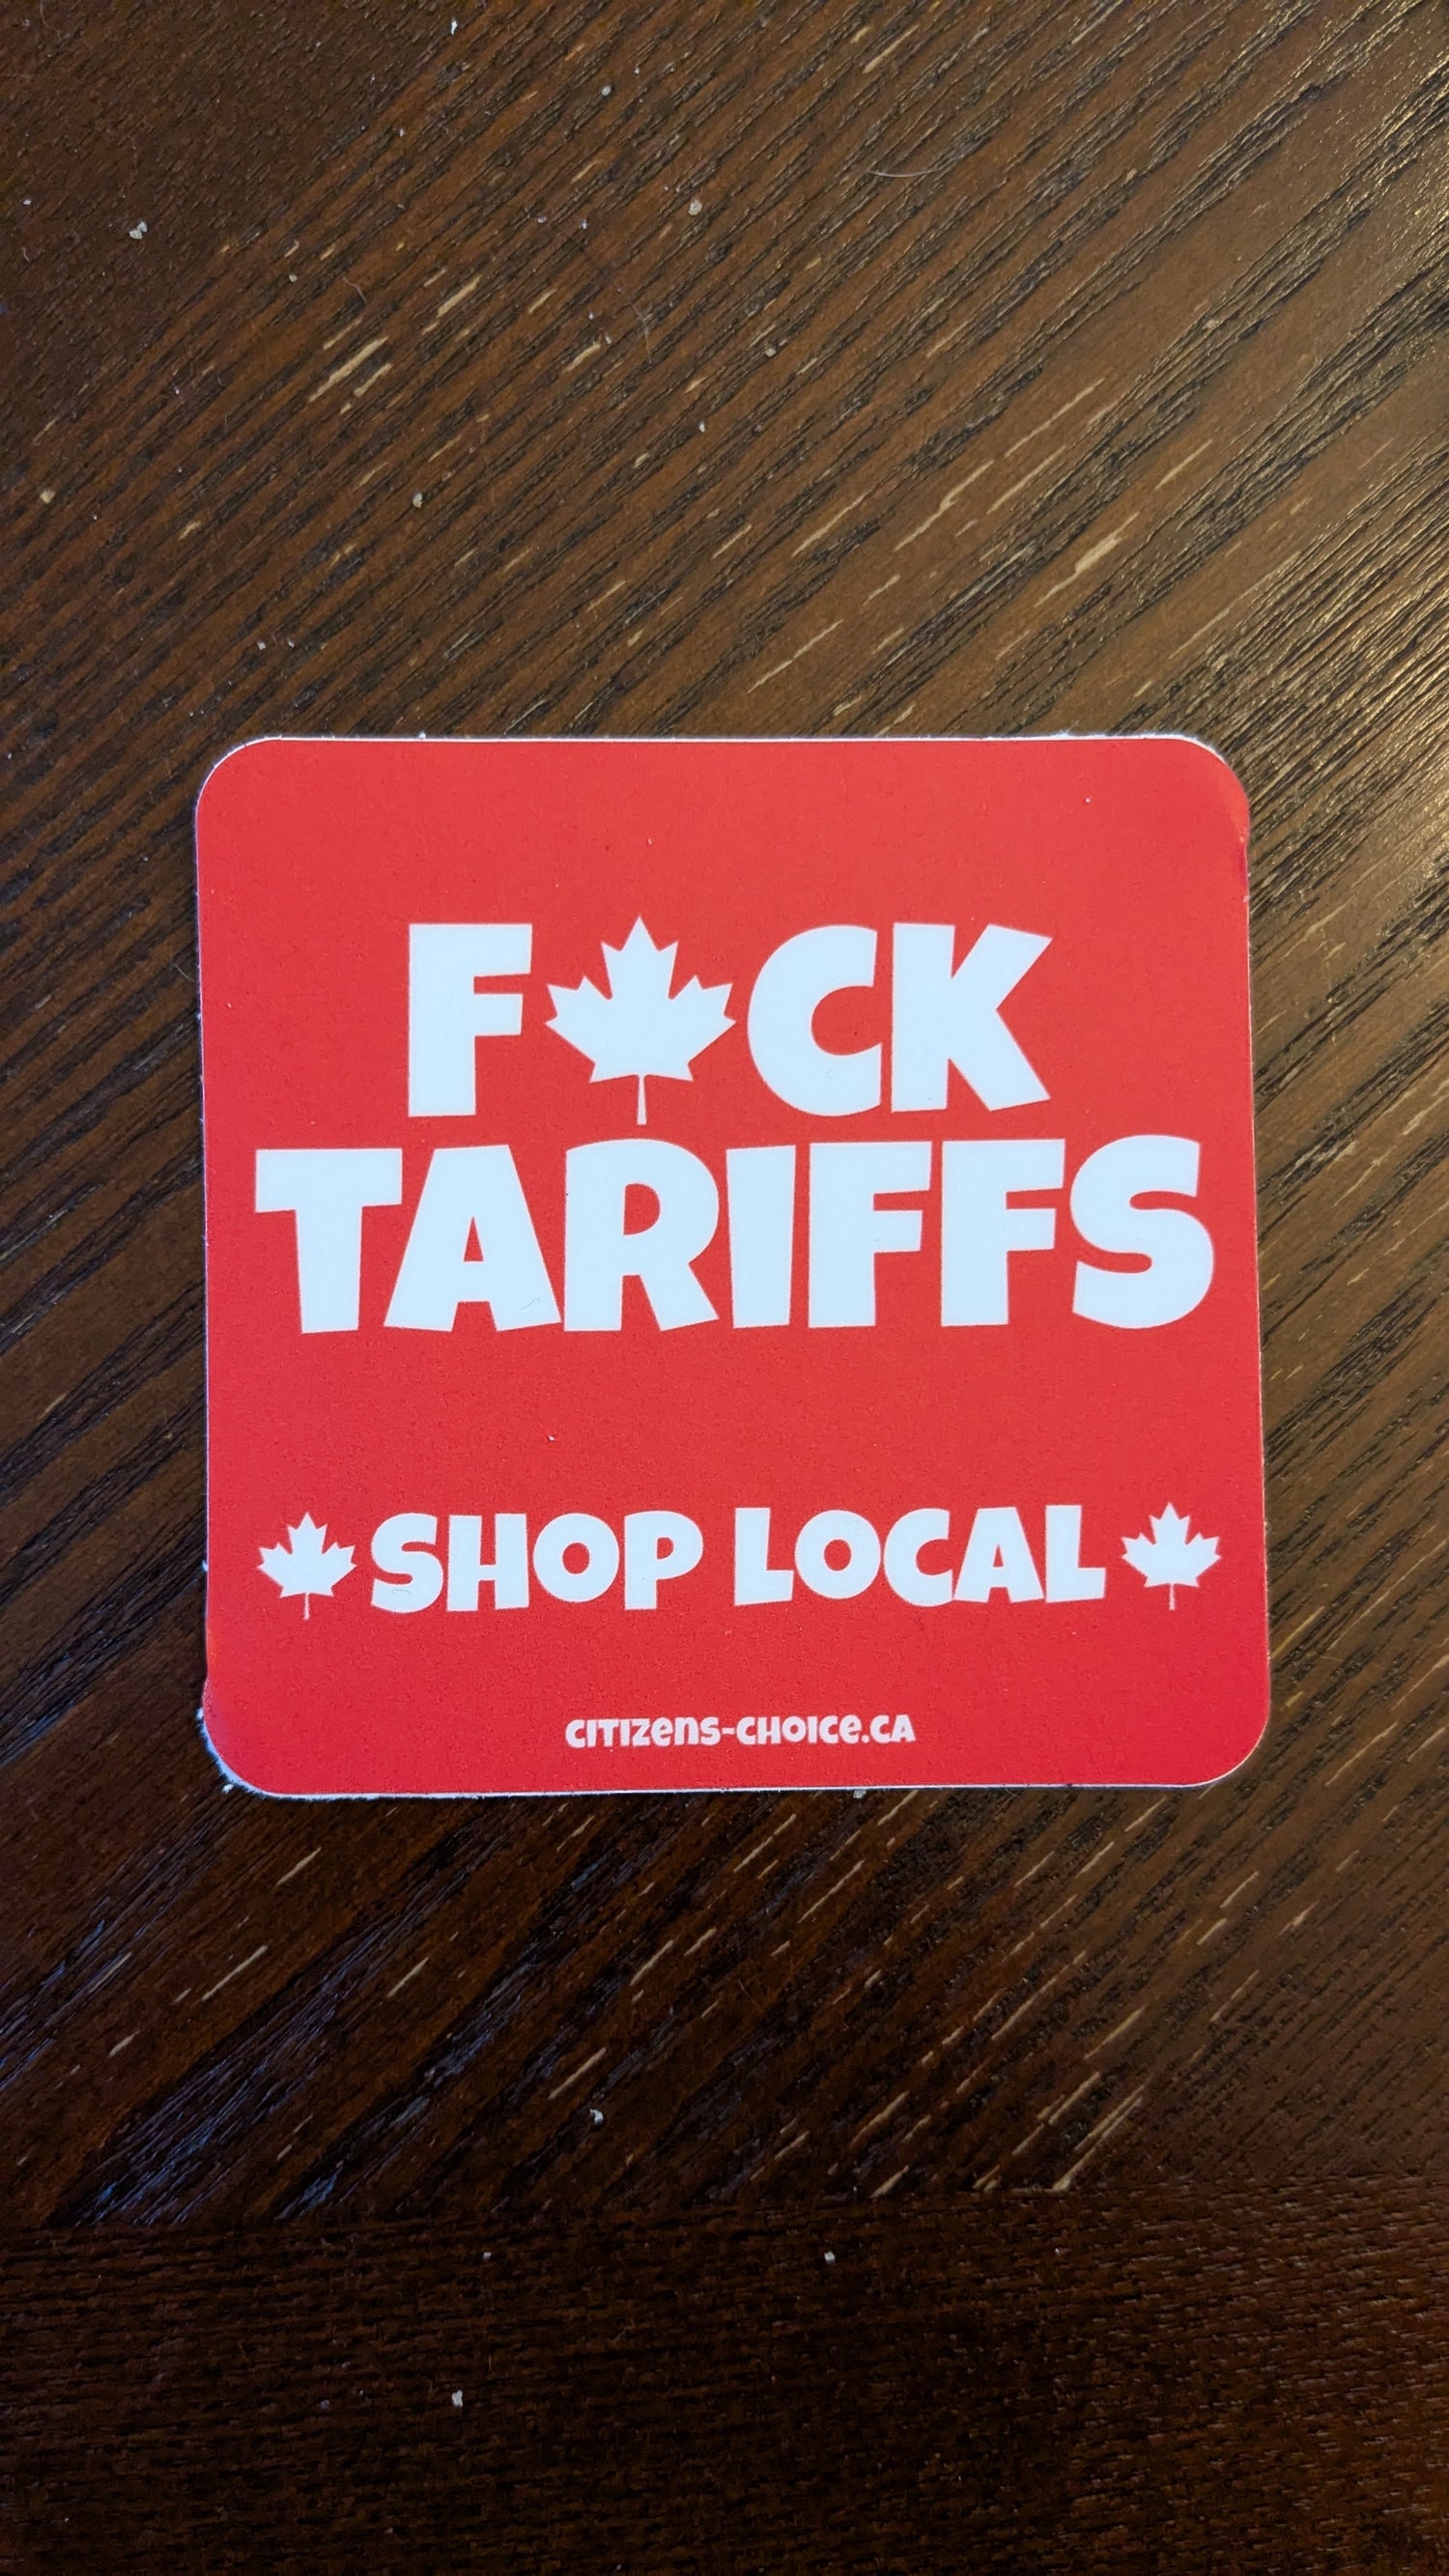 F🍁CK
TARIFFS
🍁SHOP LOCAL🍁
CITIZENS-CHOICE.CA